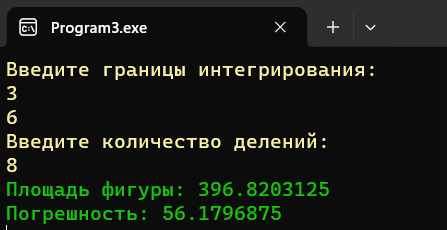 Program3.exe
Введите границы интегрирования:
3
6
Введите количество делений:
8
Площадь фигуры: 396.8203125
Погрешность: 56.1796875